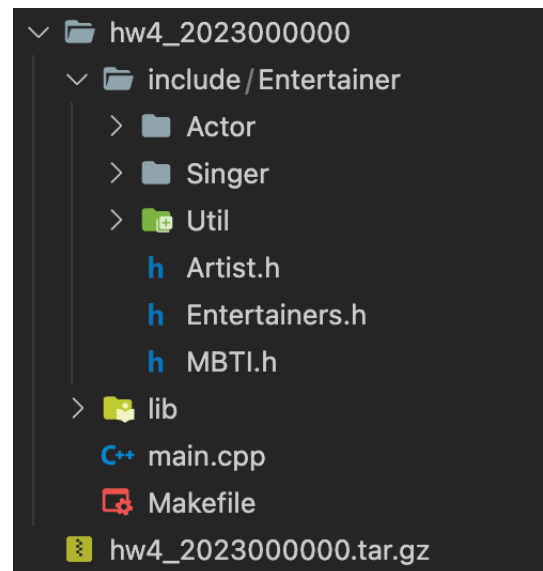 hw4_2023000000
include/Entertainer
Actor
Singer
Util
h Artist.h
h Entertainers.h
h MBTI.h
lib
C++ main.cpp
Makefile
hw4_2023000000.tar.gz